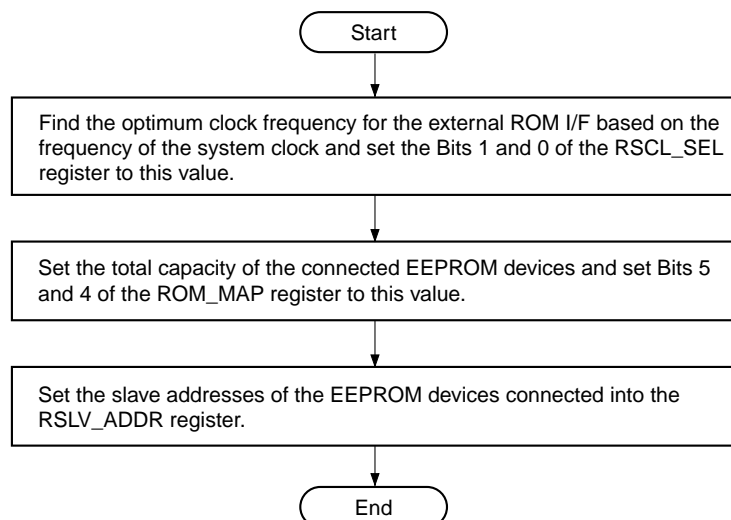 Start
Find the optimum clock frequency for the external ROM I/F based on the
frequency of the system clock and set the Bits 1 and 0 of the RSCL_SEL
register to this value.
Set the total capacity of the connected EEPROM devices and set Bits 5
and 4 of the ROM_MAP register to this value.
Set the slave addresses of the EEPROM devices connected into the
RSLV_ADDR register.
End